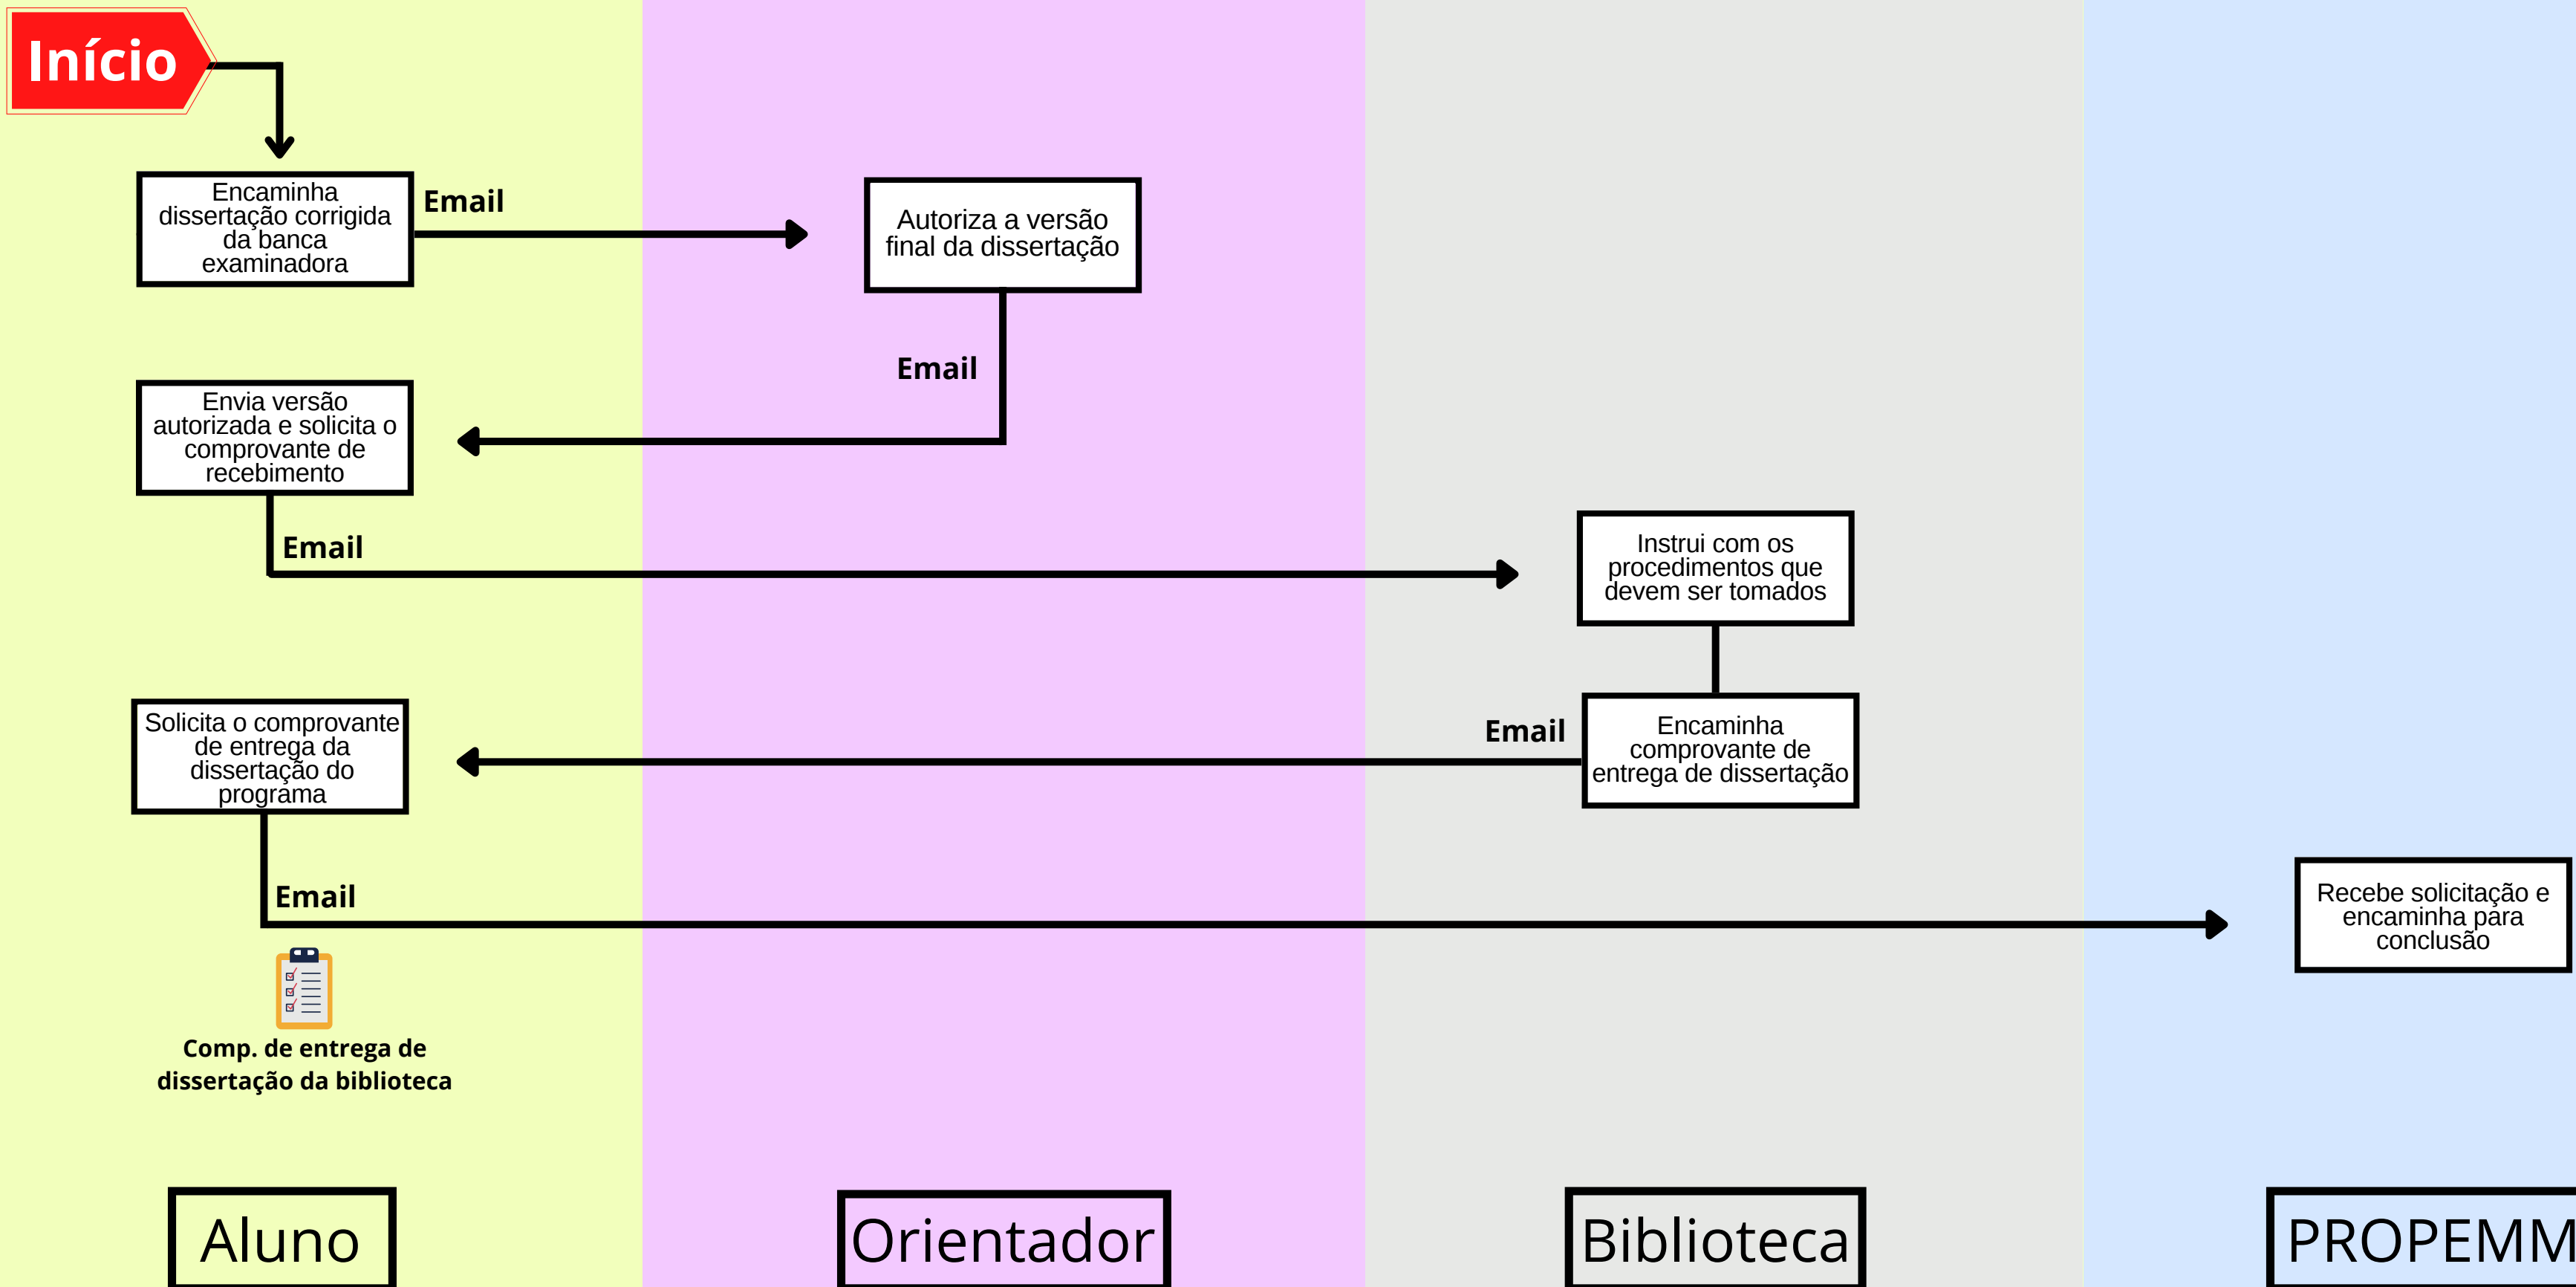 Início
Encaminha
dissertação corrigida
da banca
examinadora
Email
Autoriza a versão
final da dissertação
Email
Envia versão
autorizada e solicita o
comprovante de
recebimento
Email
Instrui com os
procedimentos que
devem ser tomados
Encaminha
comprovante de
entrega de dissertação
Email
Solicita o comprovante
de entrega da
dissertação do
programa
Email
Recebe solicitação e
encaminha para
conclusão
Comp. de entrega de
dissertação da biblioteca
Aluno
Orientador
Biblioteca
PROPEMM